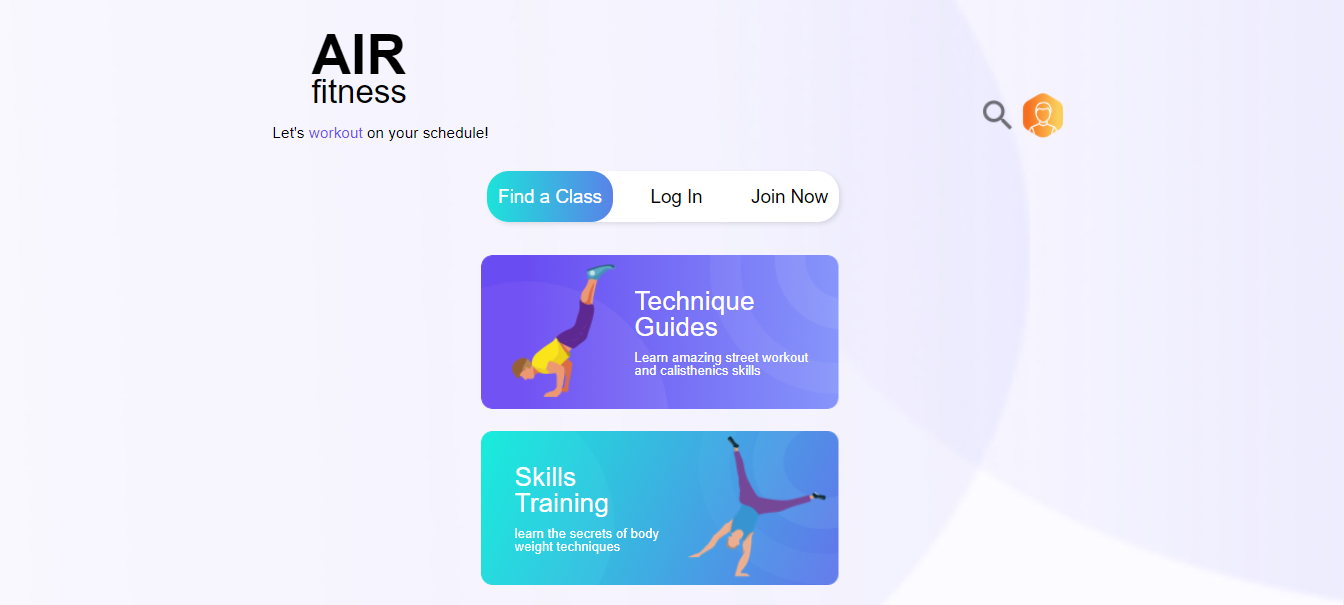 AIR
fitness
Let's workout on your schedule!
Find a Class
Log In
Join Now
Technique
Guides
Learn amazing street workout
and calisthenics skills
Skills
Training
learn the secrets of body
weight techniques